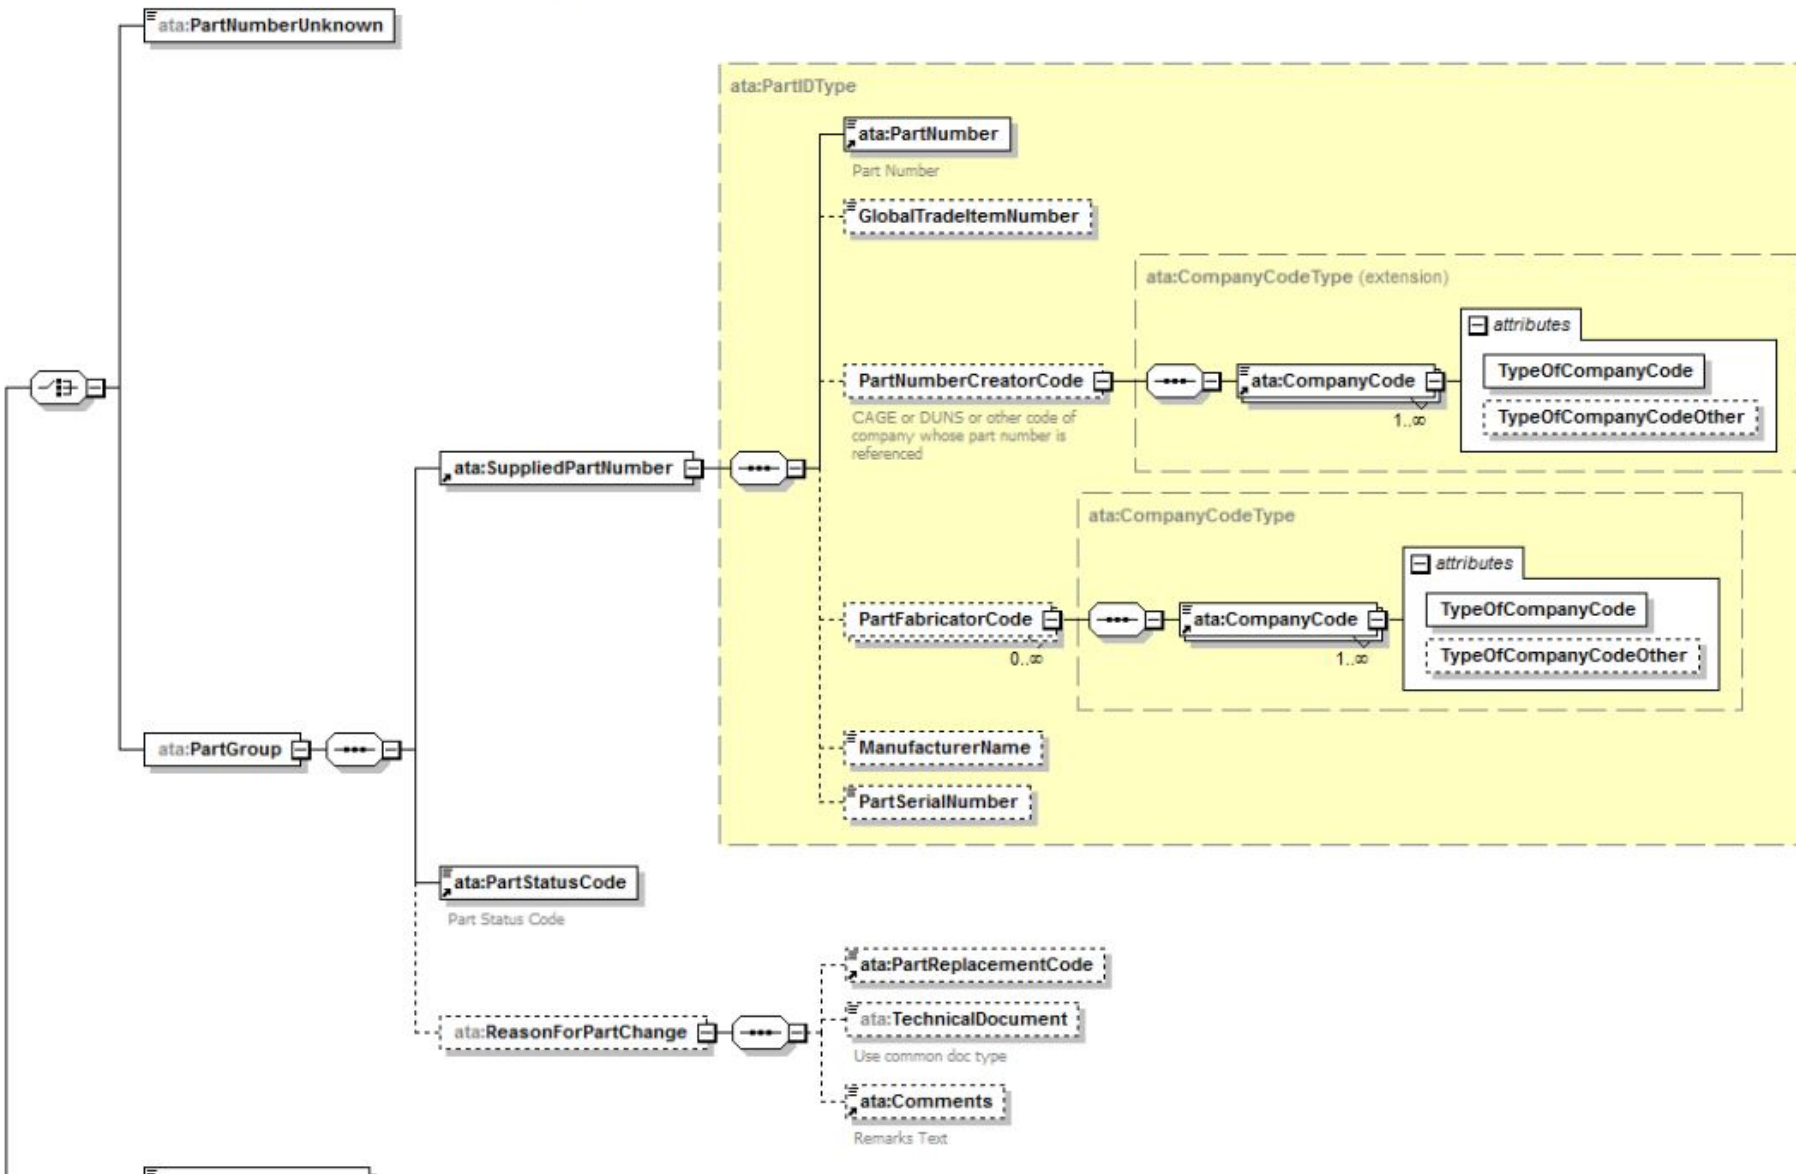 ata:PartNumberUnknown
ata:PartIDType
ata:PartNumber
Part Number
GlobalTradeItemNumber
ata:CompanyCodeType (extension)
attributes
TypeOfCompanyCode
PartNumberCreatorCode
ata:CompanyCode
TypeOfCompanyCodeOther
1..∞
CAGE or DUNS or other code of
company whose part number is
referenced
ata:SuppliedPartNumber
ata:CompanyCodeType
attributes
TypeOfCompanyCode
PartFabricatorCode
ata:CompanyCode
TypeOfCompanyCodeOther
0..∞
1..∞
ata:PartGroup
ManufacturerName
PartSerialNumber
ata:PartStatusCode
Part Status Code
ata:PartReplacementCode
ata:TechnicalDocument
ata:ReasonForPartChange
Use common doc type
ata:Comments
Remarks Text